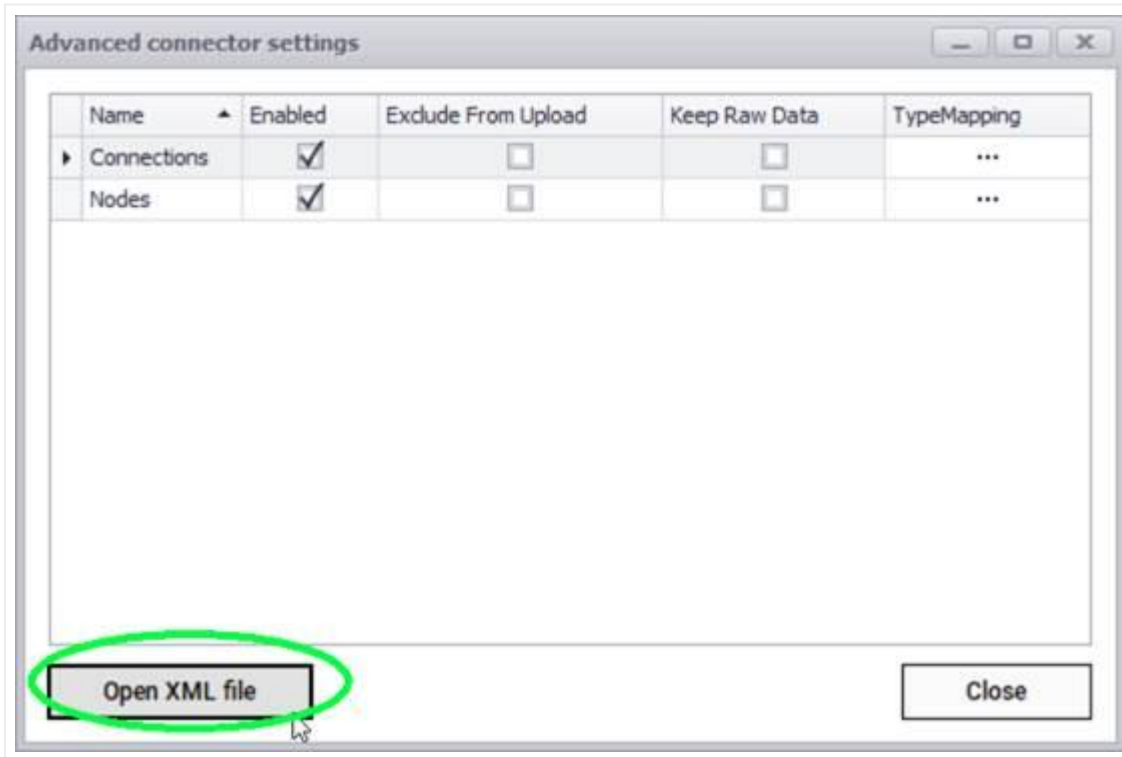 Advanced connector settings
Name Enabled Exclude From Upload Keep Raw Data TypeMapping
Connections ...
Nodes ...
Open XML file Close